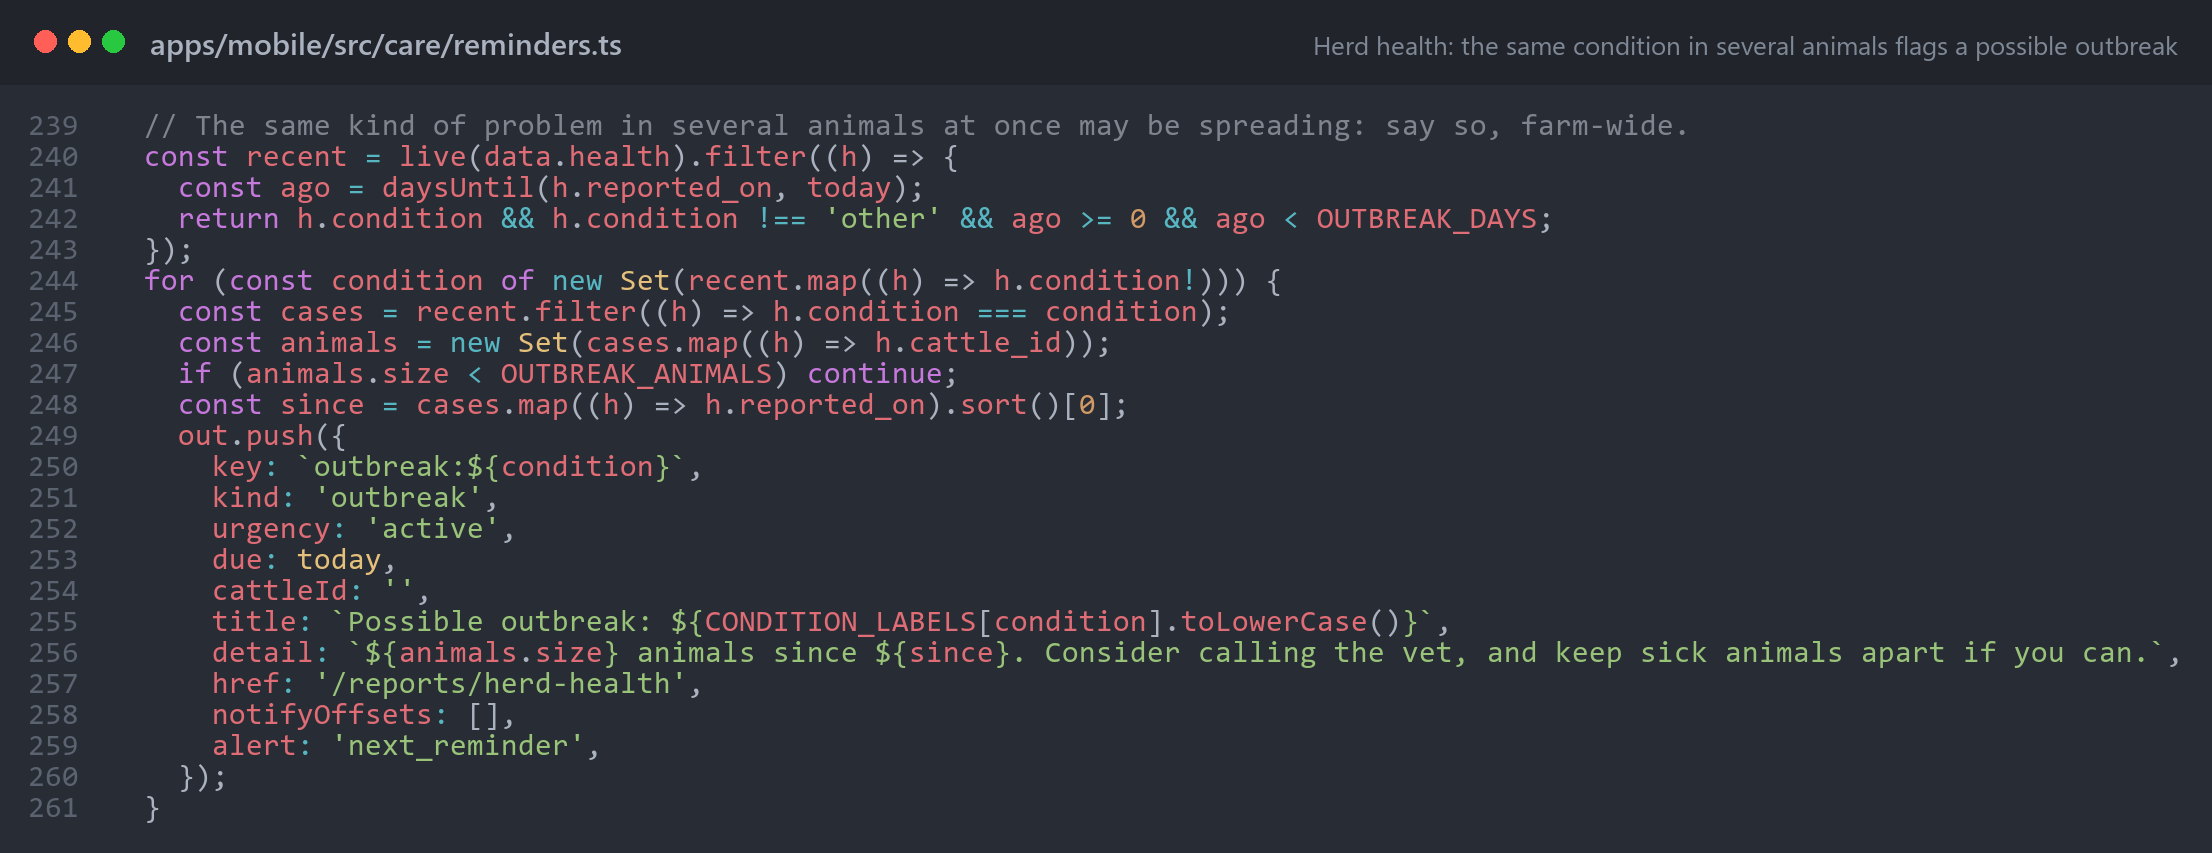 apps/mobile/src/care/reminders.ts
Herd health: the same condition in several animals flags a possible outbreak
239 // The same kind of problem in several animals at once may be spreading: say so, farm-wide.
240 const recent = live(data.health).filter((h) => {
241 const ago = daysUntil(h.reported_on, today);
242 return h.condition && h.condition !== 'other' && ago >= 0 && ago < OUTBREAK_DAYS;
243 });
244 for (const condition of new Set(recent.map((h) => h.condition!))) {
245 const cases = recent.filter((h) => h.condition === condition);
246 const animals = new Set(cases.map((h) => h.cattle_id));
247 if (animals.size < OUTBREAK_ANIMALS) continue;
248 const since = cases.map((h) => h.reported_on).sort()[0];
249 out.push({
250 key: `outbreak:${condition}`,
251 kind: 'outbreak',
252 urgency: 'active',
253 due: today,
254 cattleId: '',
255 title: `Possible outbreak: ${CONDITION_LABELS[condition].toLowerCase()}`,
256 detail: `${animals.size} animals since ${since}. Consider calling the vet, and keep sick animals apart if you can.`,
257 href: '/reports/herd-health',
258 notifyOffsets: [],
259 alert: 'next_reminder',
260 });
261 }